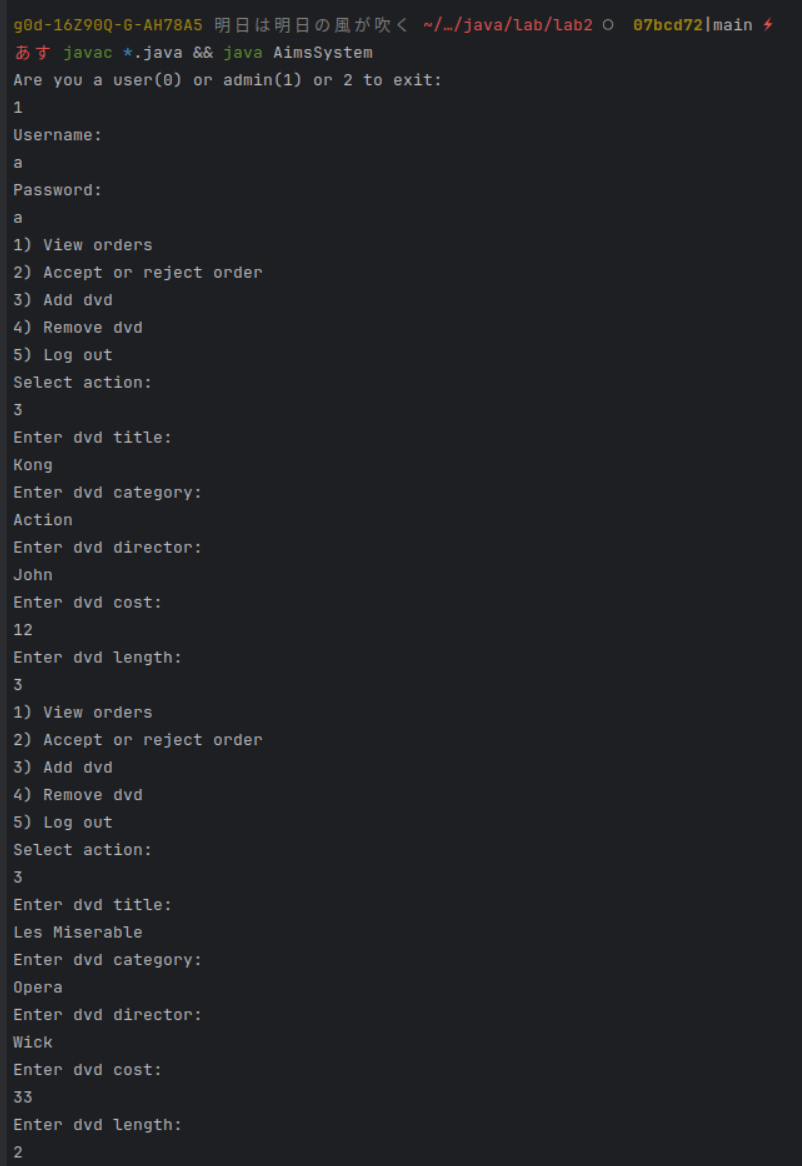 g0d-16Z90Q-G-AH78A5 明日は明日の風が吹く ~/…/java/lab/lab2 ○ 07bcd72|main ⚡
あす javac *.java && java AimsSystem
Are you a user(0) or admin(1) or 2 to exit:
1
Username:
a
Password:
a
1) View orders
2) Accept or reject order
3) Add dvd
4) Remove dvd
5) Log out
Select action:
3
Enter dvd title:
Kong
Enter dvd category:
Action
Enter dvd director:
John
Enter dvd cost:
12
Enter dvd length:
3
1) View orders
2) Accept or reject order
3) Add dvd
4) Remove dvd
5) Log out
Select action:
3
Enter dvd title:
Les Miserable
Enter dvd category:
Opera
Enter dvd director:
Wick
Enter dvd cost:
33
Enter dvd length:
2